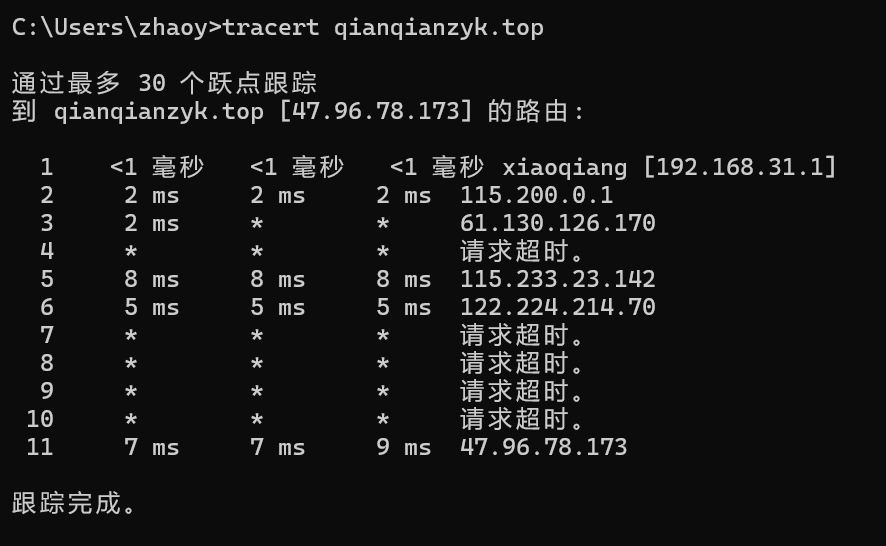 C:\Users\zhaoy>tracert qianqianzyk.top
通过最多 30 个跃点跟踪
到 qianqianzyk.top [47.96.78.173] 的路由:
1 <1 毫秒 <1 毫秒 <1 毫秒 xiaoqiang [192.168.31.1]
2 2 ms 2 ms 2 ms 115.200.0.1
3 2 ms * * 61.130.126.170
4 * * * 请求超时。
5 8 ms 8 ms 8 ms 115.233.23.142
6 5 ms 5 ms 5 ms 122.224.214.70
7 * * * 请求超时。
8 * * * 请求超时。
9 * * * 请求超时。
10 * * * 请求超时。
11 7 ms 7 ms 9 ms 47.96.78.173
跟踪完成。